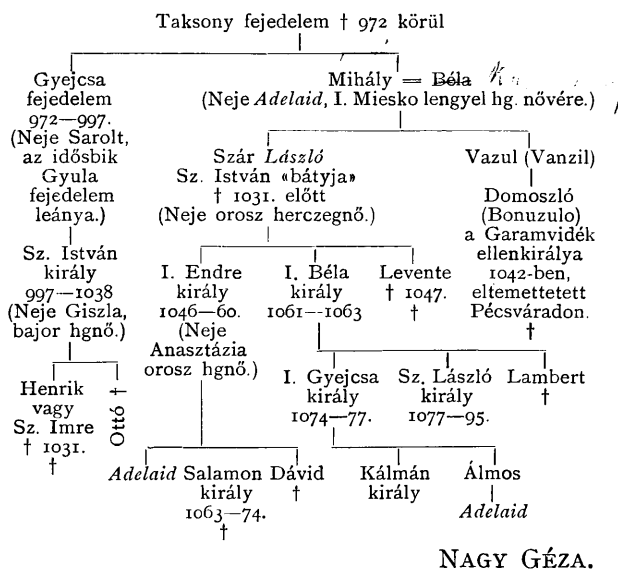 Taksony fejedelem † 972 körül
Gyejcsa
fejedelem
972—997.
(Neje Sarolt,
az idősbik
Gyula
fejedelem
leánya.)
Mihály = Béla
(Neje Adelaid, I. Miesko lengyel hg. nővére.)
Szár László
Sz. István «bátyja»
† 1031. előtt
(Neje orosz herczegnő.)
Vazul (Vanzil)
Domoszló
(Bonuzulo)
a Garamvidék
ellenkirálya
1042-ben,
eltemettetett
Pécsváradon.
†
Sz. István
király
997—1038
(Neje Giszla,
bajor hgnő.)
I. Endre
király
1046—60.
(Neje
Anasztázia
orosz hgnő.)
I. Béla
király
1061--1063
Levente
† 1047.
†
Henrik
vagy
Sz. Imre
† 1031.
†
Ottó †
I. Gyejcsa
király
1074—77.
Sz. László
király
1077—95.
Lambert
†
Adelaid Salamon Dávid
király †
1063—74.
†
Kálmán
király
Álmos
Adelaid
NAGY GÉZA.